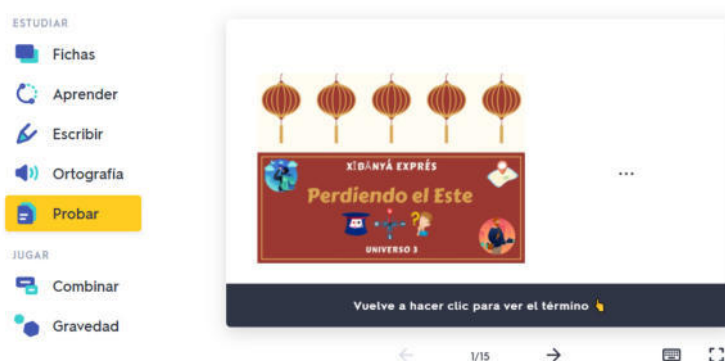 ESTUDIAR
Fichas
Aprender
Escribir
Ortografía
Probar
JUGAR
Combinar
Gravedad
XĪBĀNYÁ EXPRÉS
Perdiendo el Este
UNIVERSO 3
...
Vuelve a hacer clic para ver el término 👆
1/15